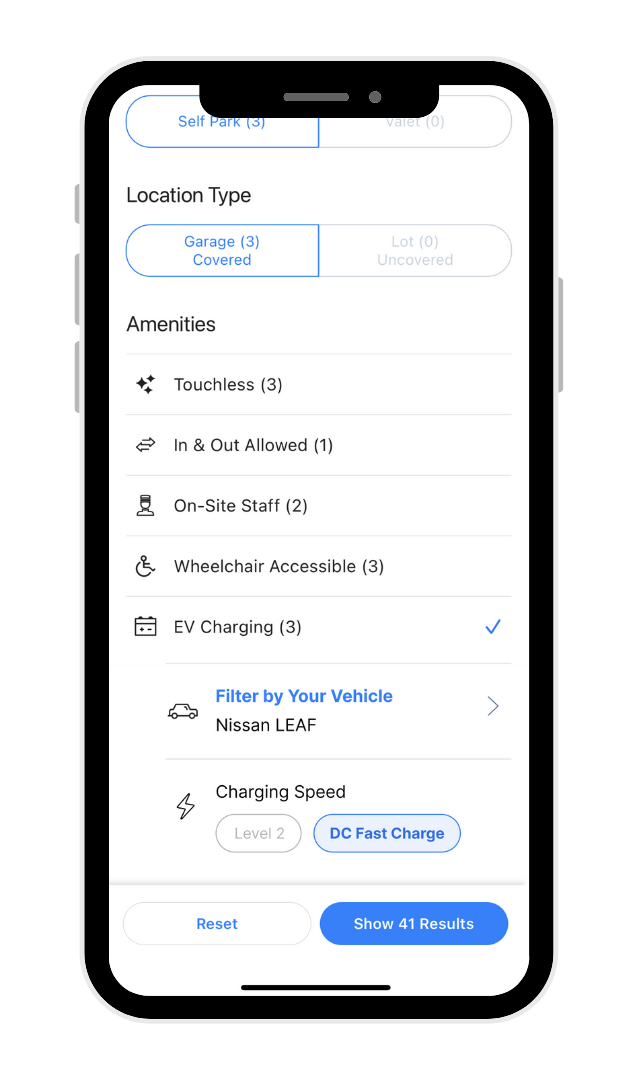 Self Park (3)
Valet (0)
Location Type
Garage (3)
Covered
Lot (0)
Uncovered
Amenities
Touchless (3)
In & Out Allowed (1)
On-Site Staff (2)
Wheelchair Accessible (3)
EV Charging (3)
Filter by Your Vehicle
Nissan LEAF
Charging Speed
Level 2
DC Fast Charge
Reset
Show 41 Results